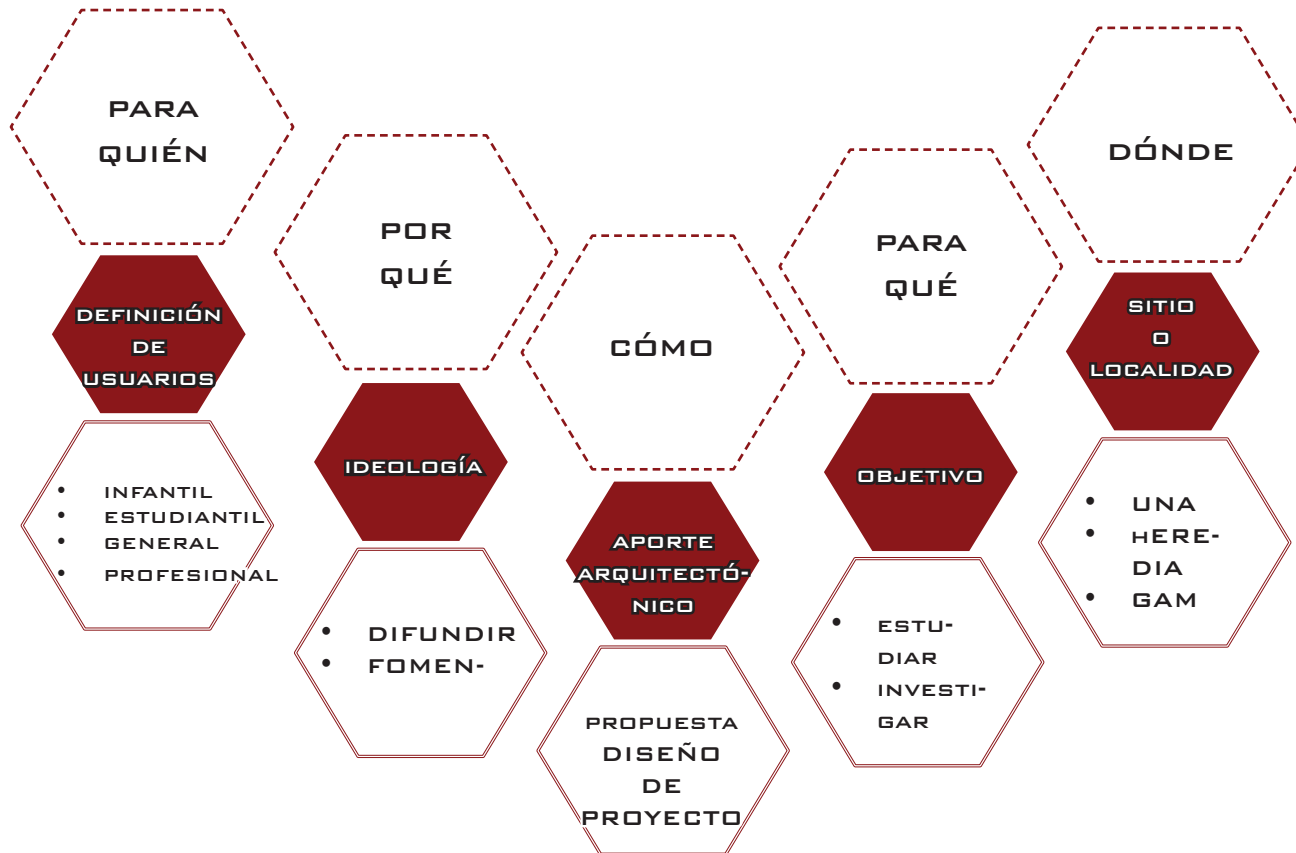 PARA
QUIÉN
DEFINICIÓN
DE
USUARIOS
• INFANTIL
• ESTUDIANTIL
• GENERAL
• PROFESIONAL
POR
QUÉ
IDEOLOGÍA
• DIFUNDIR
• FOMEN-
CÓMO
APORTE
ARQUITECTÓ-
NICO
PROPUESTA
DISEÑO
DE
PROYECTO
PARA
QUÉ
OBJETIVO
• ESTU-
DIAR
• INVESTI-
GAR
DÓNDE
SITIO
O
LOCALIDAD
• UNA
• HERE-
DIA
• GAM